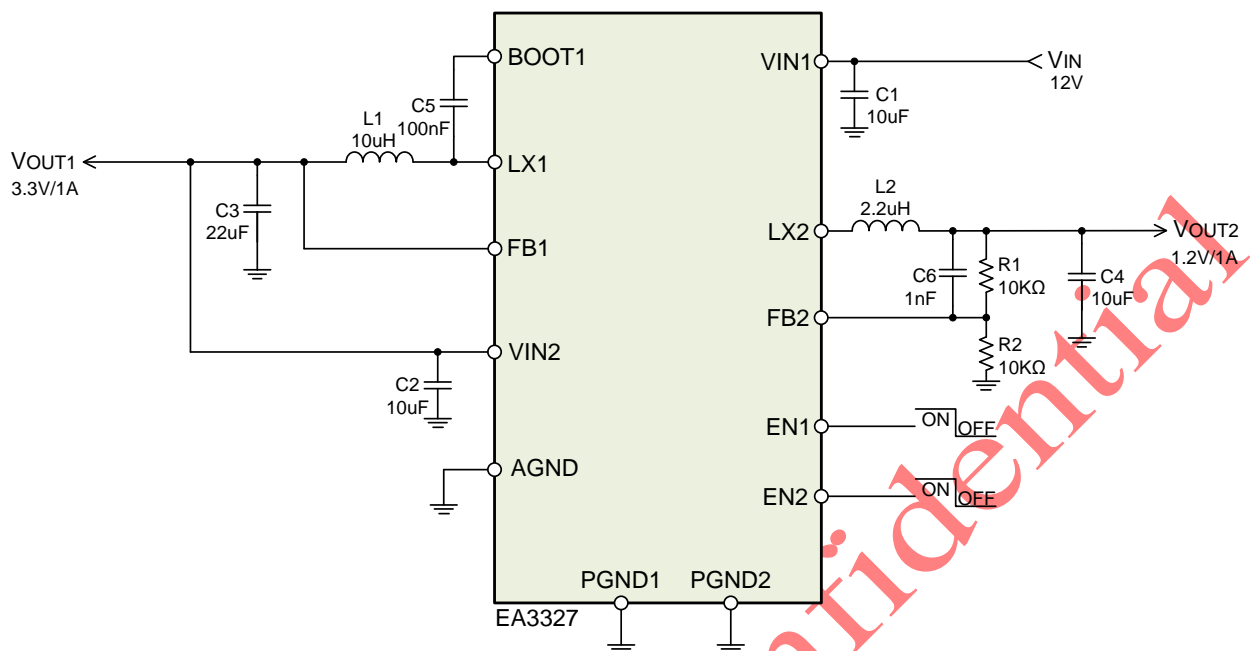 BOOT1
VIN1
VIN
12V
C5
100nF
C1
10uF
L1
10uH
VOUT1
3.3V/1A
LX1
C3
22uF
FB1
L2
2.2uH
LX2
VOUT2
1.2V/1A
C6
1nF
R1
10KΩ
C4
10uF
FB2
R2
10KΩ
VIN2
C2
10uF
EN1
ON
OFF
AGND
EN2
ON
OFF
PGND1
PGND2
EA3327